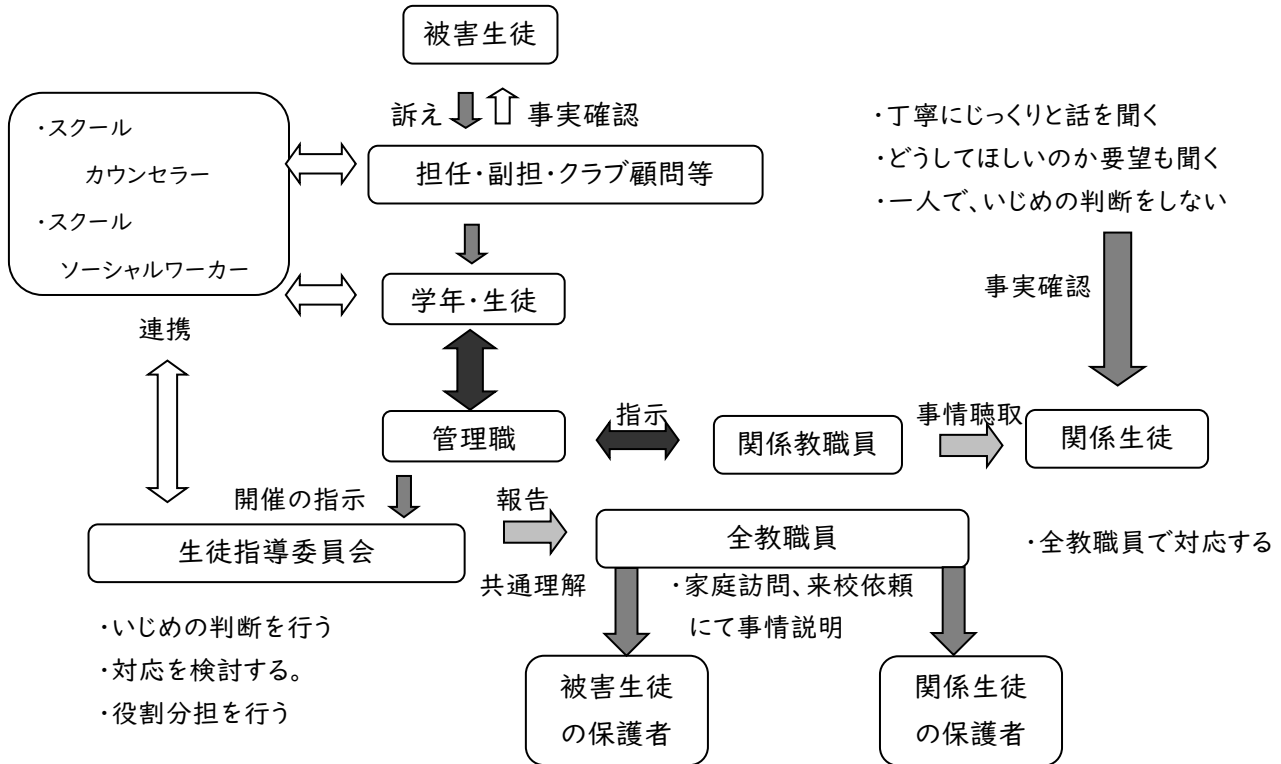 被害生徒
訴え
事実確認
・スクール
カウンセラー
・スクール
ソーシャルワーカー
担任・副担・クラブ顧問等
・丁寧にじっくりと話を聞く
・どうしてほしいのか要望も聞く
・一人で、いじめの判断をしない
学年・生徒
事実確認
連携
管理職
指示
関係教職員
事情聴取
関係生徒
開催の指示
報告
生徒指導委員会
全教職員
・全教職員で対応する
共通理解
・家庭訪問、来校依頼
にて事情説明
・いじめの判断を行う
・対応を検討する。
・役割分担を行う
被害生徒
の保護者
関係生徒
の保護者